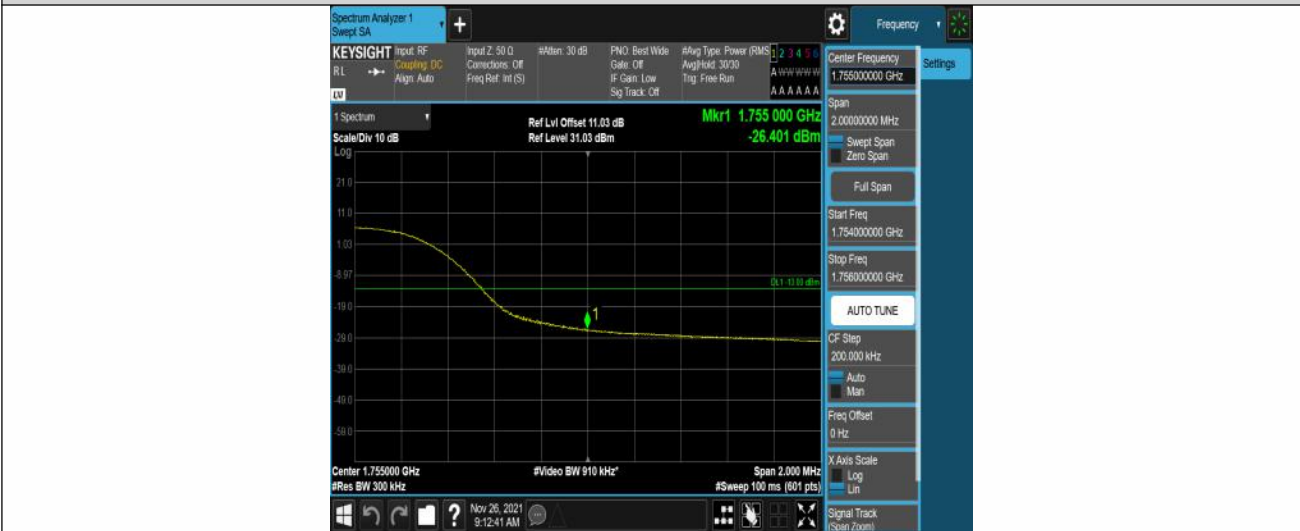 Spectrum Analyzer 1
Swept SA
+
Frequency
KEYSIGHT
RL
LV
Input: RF
Coupling: DC
Align: Auto
Input Z: 50 Ω
Corrections: Off
Freq Ref: Int (S)
#Atten: 30 dB
PNO: Best Wide
Gate: Off
IF Gain: Low
Sig Track: Off
#Avg Type: Power (RMS
Avg|Hold: 30/30
Trig: Free Run
1 2 3 4 5 6
A W W W W W
A A A A A A
1 Spectrum
Scale/Div 10 dB
Log
Ref Lvl Offset 11.03 dB
Ref Level 31.03 dBm
Mkr1 1.755 000 GHz
-26.401 dBm
21.0
11.0
1.03
-8.97
-19.0
-29.0
-39.0
-49.0
-59.0
DL1 -13.00 dBm
1
Center 1.755000 GHz
#Res BW 300 kHz
#Video BW 910 kHz*
Span 2.000 MHz
#Sweep 100 ms (601 pts)
?
Nov 26, 2021
9:12:41 AM
Center Frequency
1.755000000 GHz
Settings
Span
2.00000000 MHz
Swept Span
Zero Span
Full Span
Start Freq
1.754000000 GHz
Stop Freq
1.756000000 GHz
AUTO TUNE
CF Step
200.000 kHz
Auto
Man
Freq Offset
0 Hz
X Axis Scale
Log
Lin
Signal Track
(Span Zoom)